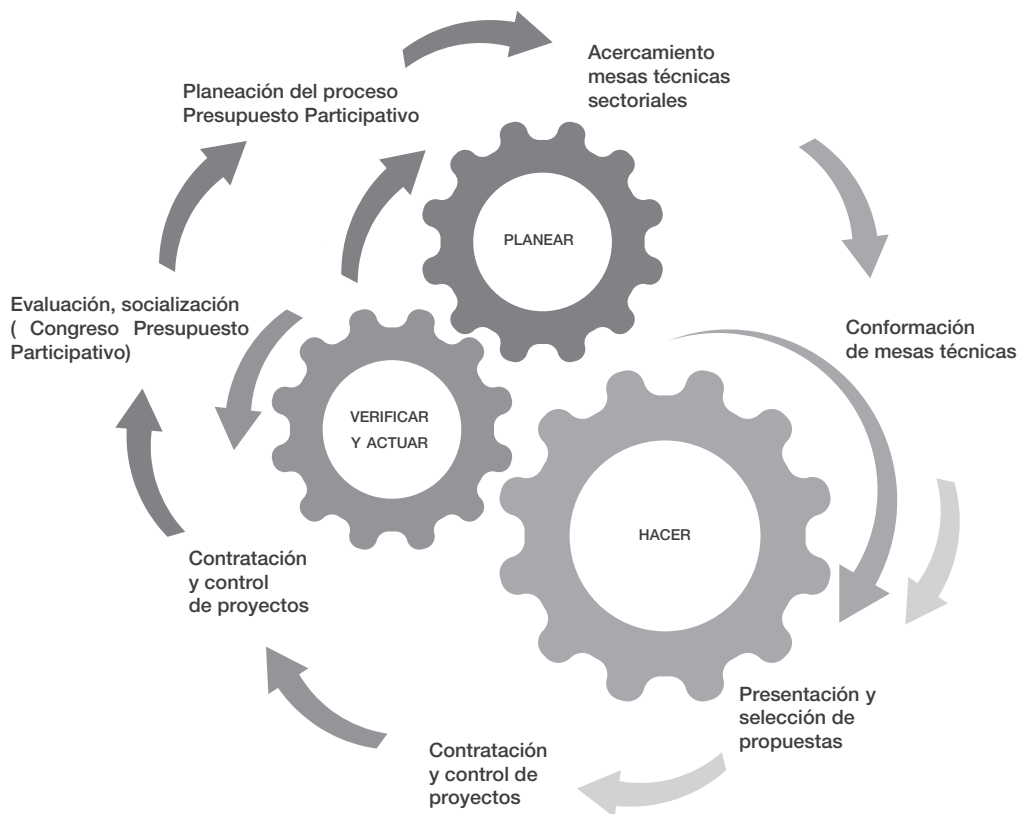 Acercamiento
mesas técnicas
sectoriales
Planeación del proceso
Presupuesto Participativo
PLANEAR
Evaluación, socialización
( Congreso Presupuesto
Participativo)
Conformación
de mesas técnicas
VERIFICAR
Y ACTUAR
HACER
Contratación
y control
de proyectos
Presentación y
selección de
propuestas
Contratación
y control de
proyectos